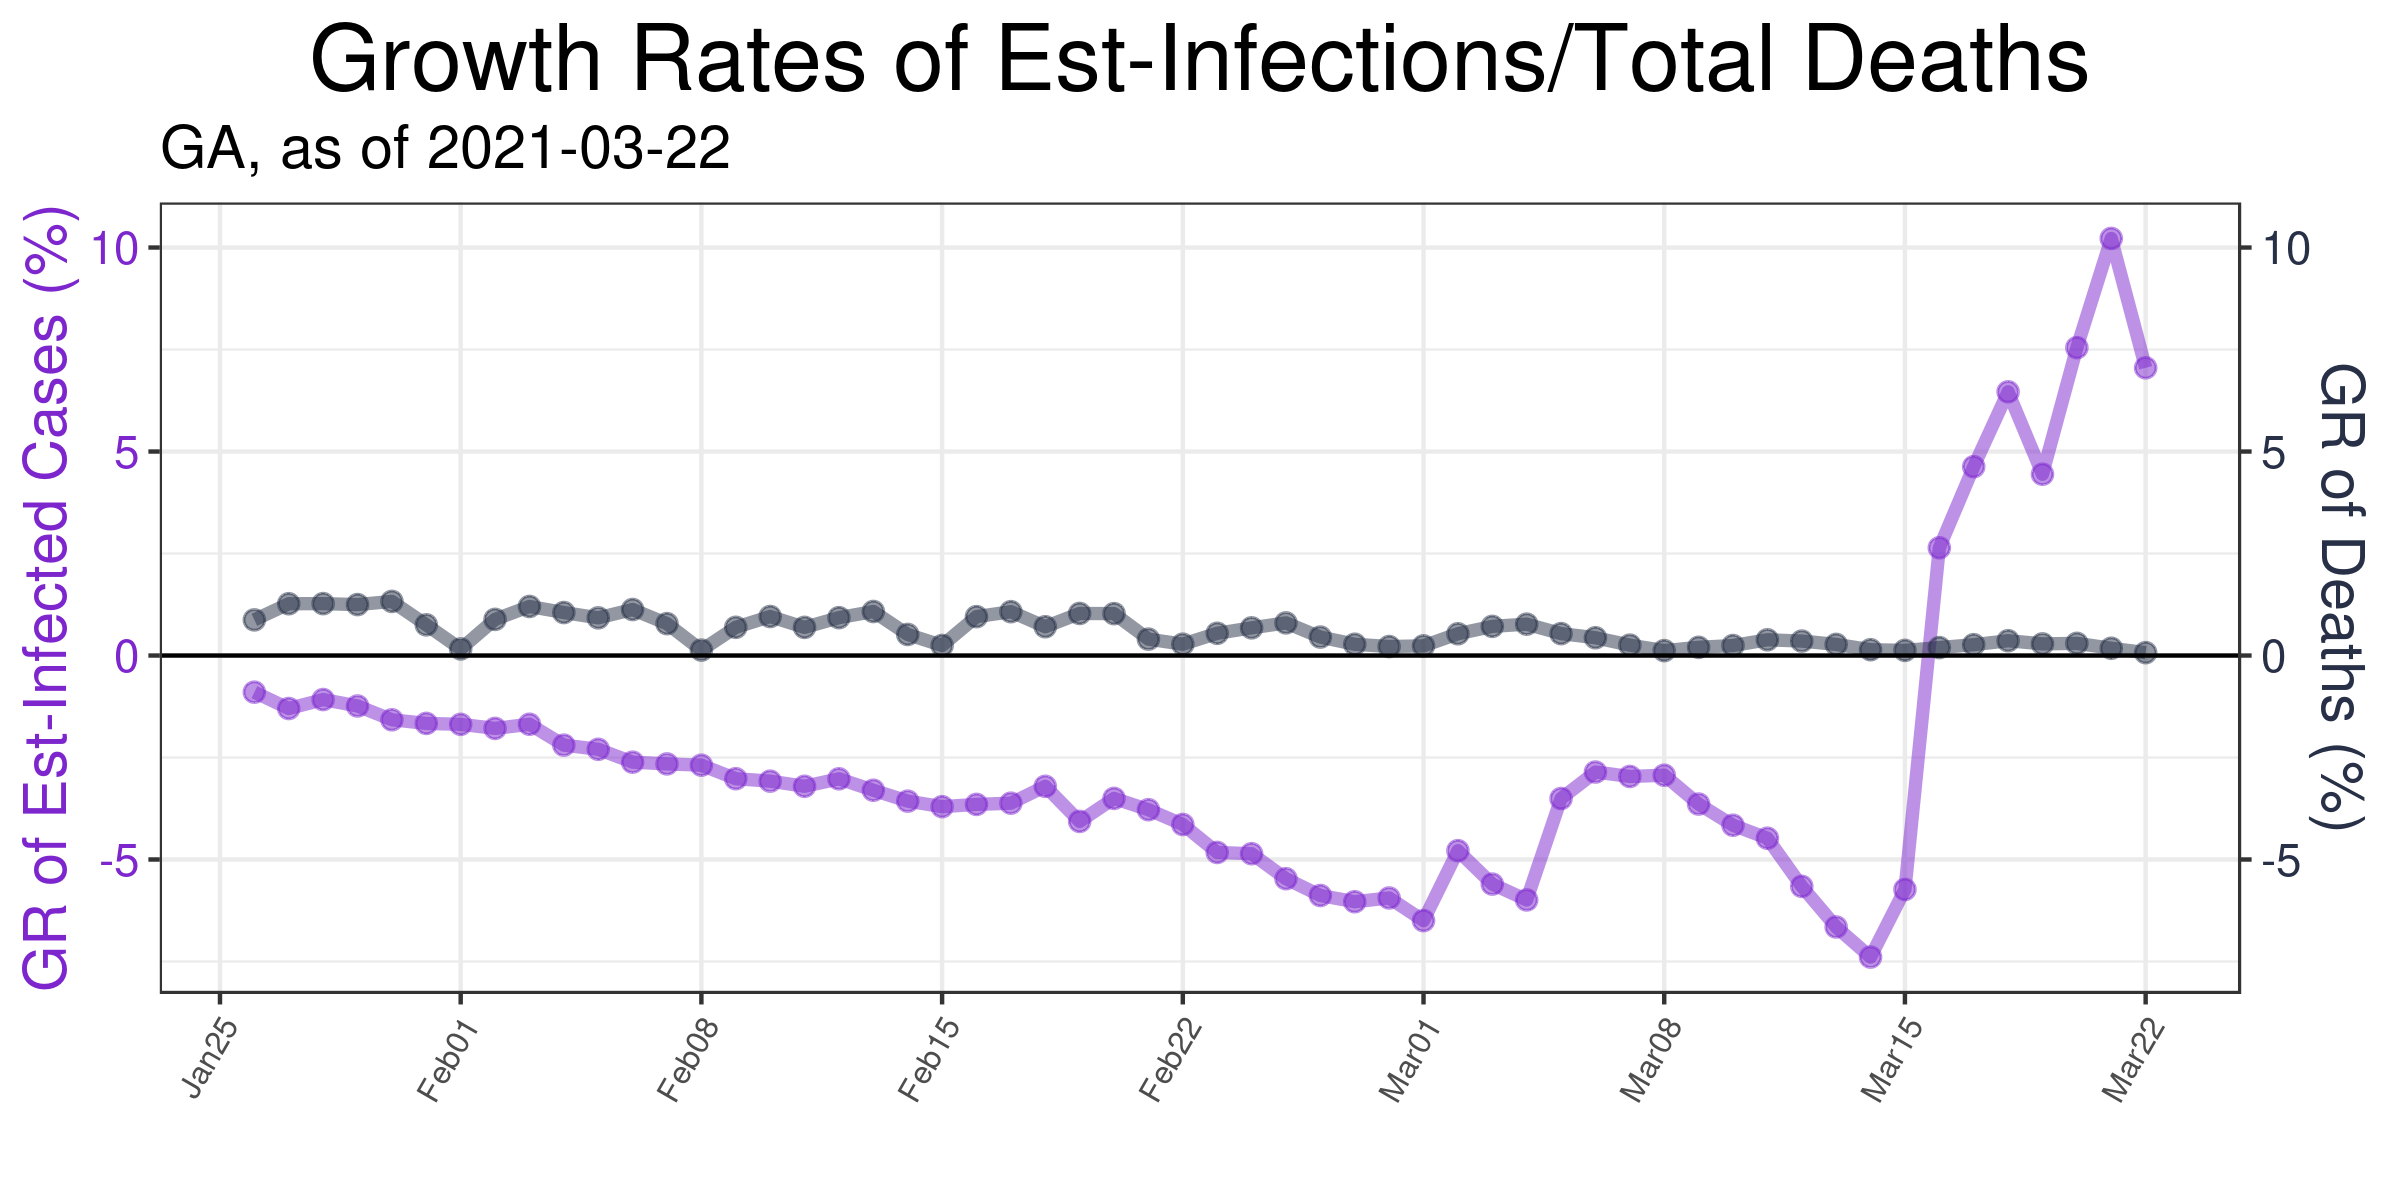 Growth Rates of Est-Infections/Total Deaths
GA, as of 2021-03-22
GR of Est-Infected Cases (%)
10
5
0
-5
10
5
0
-5
GR of Deaths (%)
Jan25
Feb01
Feb08
Feb15
Feb22
Mar01
Mar08
Mar15
Mar22